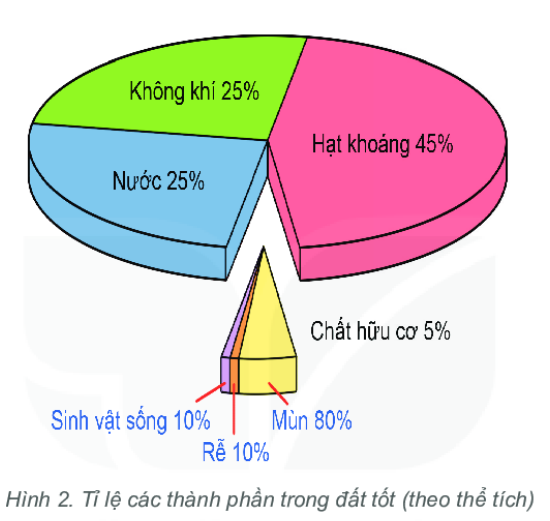 Không khí 25%
Hạt khoáng 45%
Nước 25%
Chất hữu cơ 5%
Sinh vật sống 10%
Mùn 80%
Rễ 10%
Hình 2. Tỉ lệ các thành phần trong đất tốt (theo thể tích)